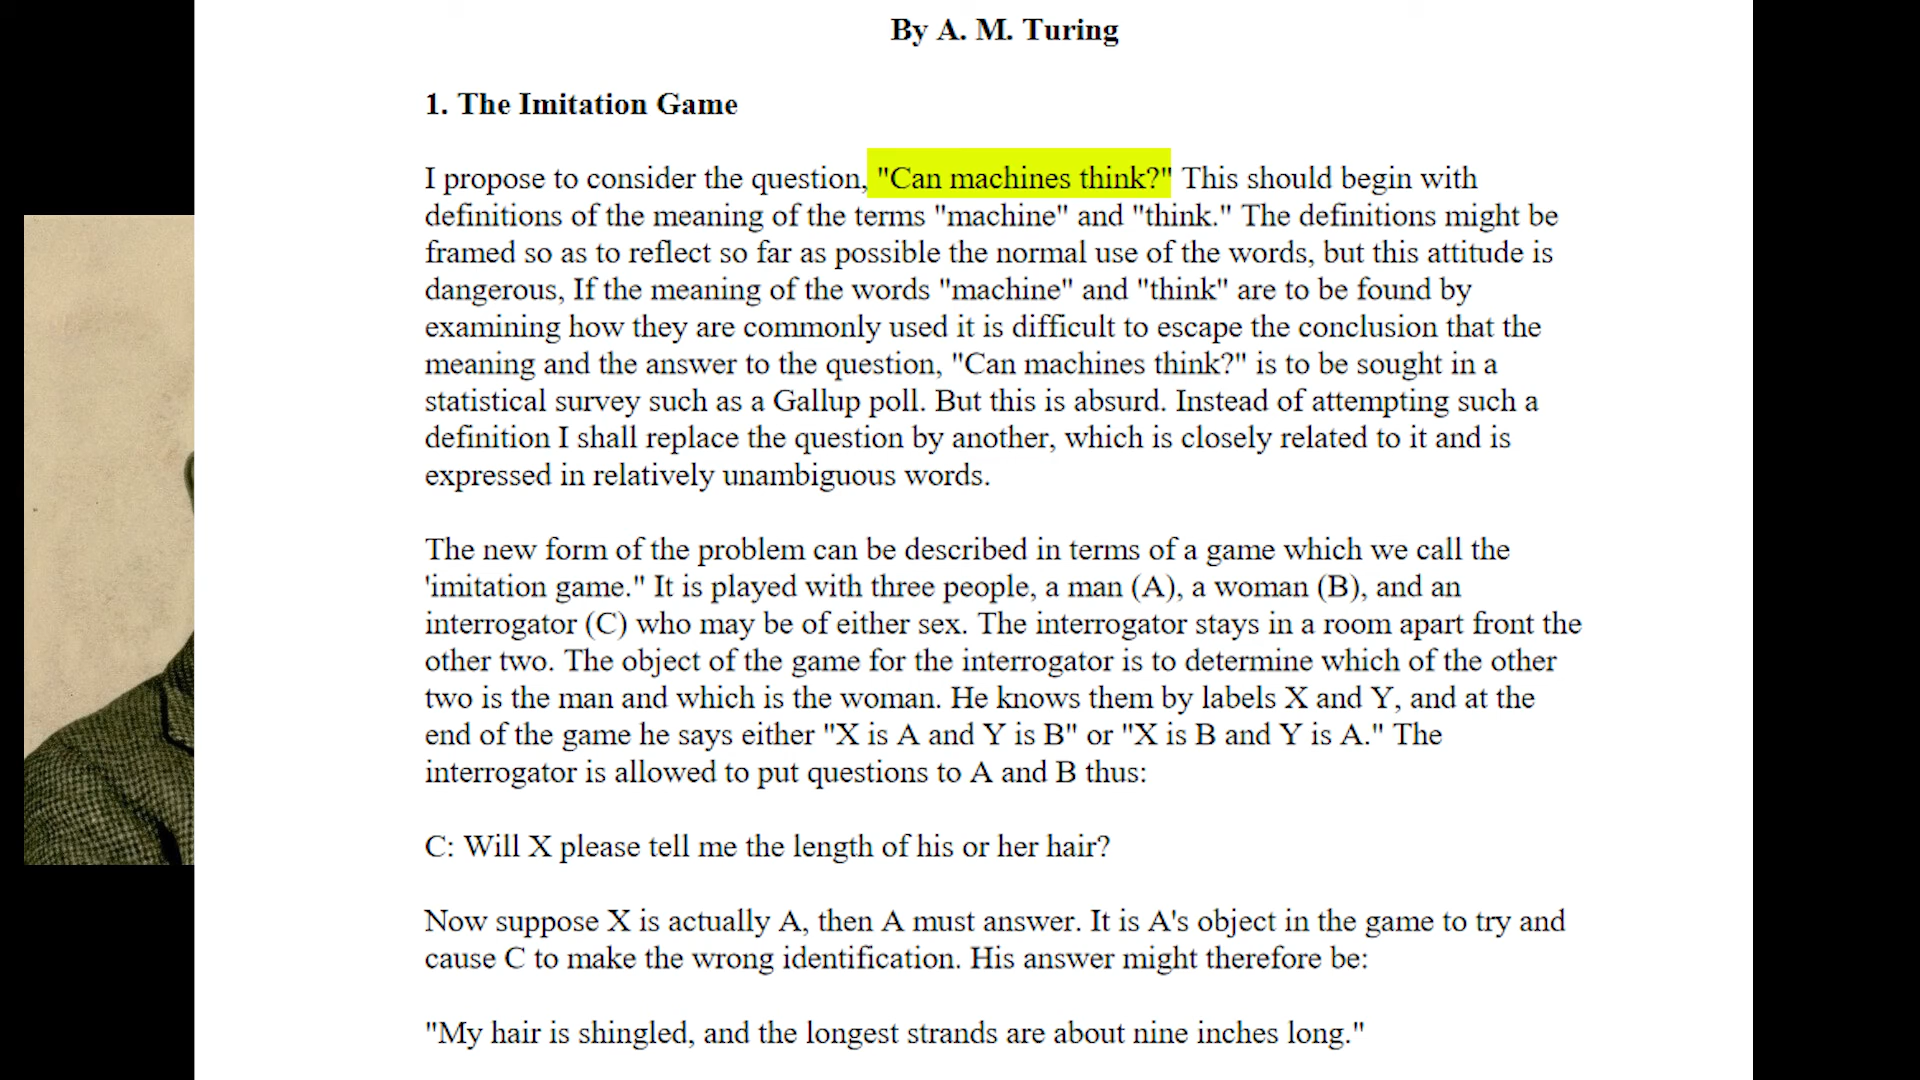 By A. M. Turing
1. The Imitation Game
I propose to consider the question, "Can machines think?" This should begin with
definitions of the meaning of the terms "machine" and "think." The definitions might be
framed so as to reflect so far as possible the normal use of the words, but this attitude is
dangerous, If the meaning of the words "machine" and "think" are to be found by
examining how they are commonly used it is difficult to escape the conclusion that the
meaning and the answer to the question, "Can machines think?" is to be sought in a
statistical survey such as a Gallup poll. But this is absurd. Instead of attempting such a
definition I shall replace the question by another, which is closely related to it and is
expressed in relatively unambiguous words.
The new form of the problem can be described in terms of a game which we call the
'imitation game." It is played with three people, a man (A), a woman (B), and an
interrogator (C) who may be of either sex. The interrogator stays in a room apart front the
other two. The object of the game for the interrogator is to determine which of the other
two is the man and which is the woman. He knows them by labels X and Y, and at the
end of the game he says either "X is A and Y is B" or "X is B and Y is A." The
interrogator is allowed to put questions to A and B thus:
C: Will X please tell me the length of his or her hair?
Now suppose X is actually A, then A must answer. It is A's object in the game to try and
cause C to make the wrong identification. His answer might therefore be:
"My hair is shingled, and the longest strands are about nine inches long."